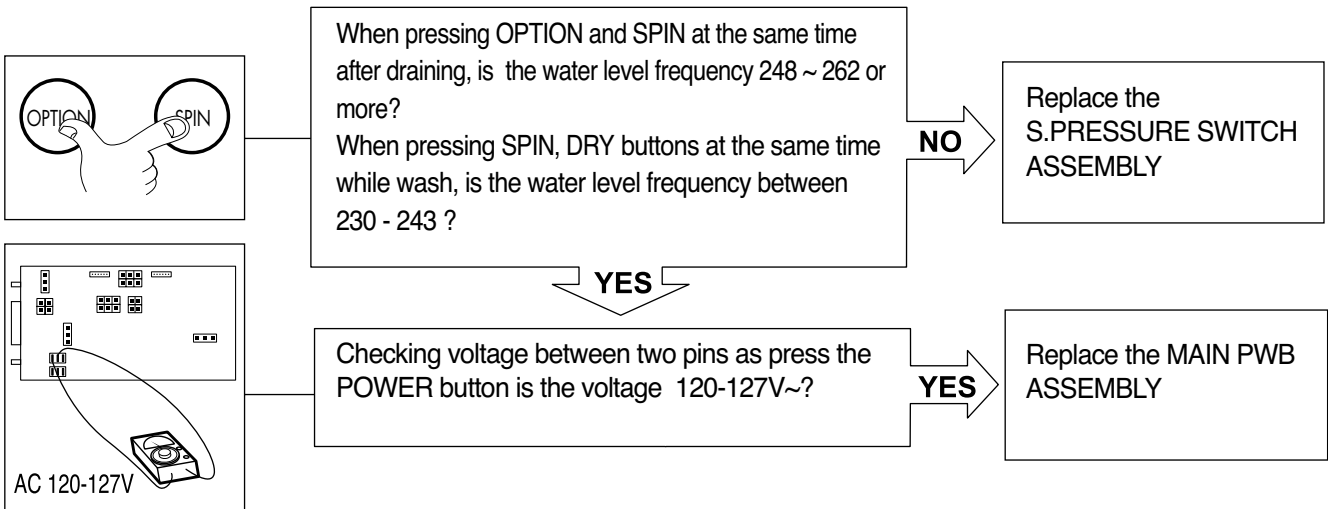 OPTION
SPIN
When pressing OPTION and SPIN at the same time
after draining, is the water level frequency 248 ~ 262 or
more?
When pressing SPIN, DRY buttons at the same time
while wash, is the water level frequency between
230 - 243 ?
NO
Replace the
S.PRESSURE SWITCH
ASSEMBLY
YES
AC 120-127V
Checking voltage between two pins as press the
POWER button is the voltage 120-127V~?
YES
Replace the MAIN PWB
ASSEMBLY